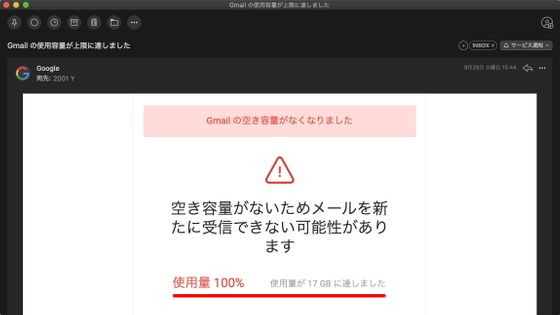 Gmail の使用容量が上限に達しました
Gmail の使用容量が上限に達しました
INBOX ×
サービス通知
Google
宛先: 2001 Y
9月29日 火曜日 15:44
Gmail の空き容量がなくなりました
空き容量がないためメールを新
たに受信できない可能性があり
ます
使用量 100%
使用量が 17 GB に達しました